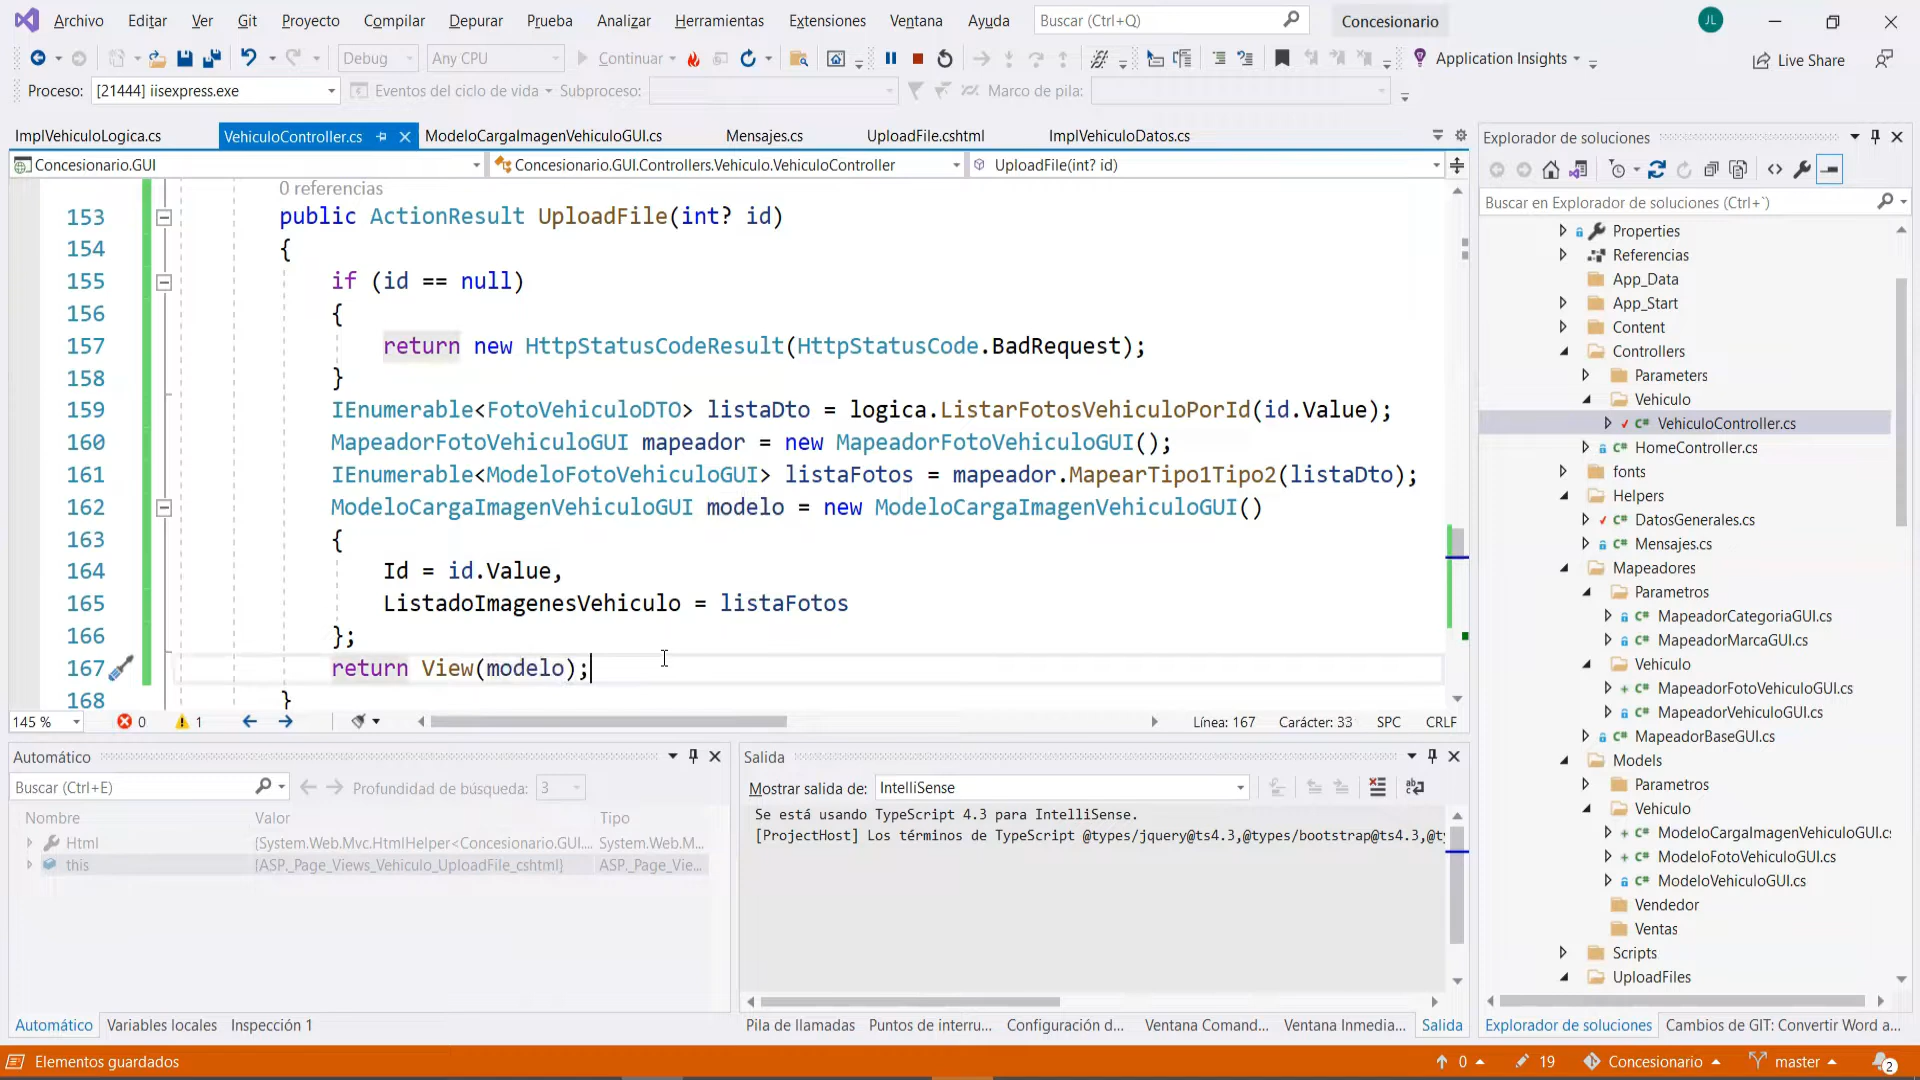 Archivo Editar Ver Git Proyecto Compilar Depurar Prueba Analizar Herramientas Extensiones Ventana Ayuda Buscar (Ctrl+Q) Concesionario JL
Debug Any CPU Continuar Application Insights Live Share
Proceso: [21444] iisexpress.exe Eventos del ciclo de vida Subproceso: Marco de pila:
ImplVehiculoLogica.cs VehiculoController.cs ModeloCargaImagenVehiculoGUI.cs Mensajes.cs UploadFile.cshtml ImplVehiculoDatos.cs
Concesionario.GUI Concesionario.GUI.Controllers.Vehiculo.VehiculoController UploadFile(int? id)
0 referencias
153 public ActionResult UploadFile(int? id)
154 {
155 if (id == null)
156 {
157 return new HttpStatusCodeResult(HttpStatusCode.BadRequest);
158 }
159 IEnumerable<FotoVehiculoDTO> listaDto = logica.ListarFotosVehiculoPorId(id.Value);
160 MapeadorFotoVehiculoGUI mapeador = new MapeadorFotoVehiculoGUI();
161 IEnumerable<ModeloFotoVehiculoGUI> listaFotos = mapeador.MapearTipo1Tipo2(listaDto);
162 ModeloCargaImagenVehiculoGUI modelo = new ModeloCargaImagenVehiculoGUI()
163 {
164 Id = id.Value,
165 ListadoImagenesVehiculo = listaFotos
166 };
167 return View(modelo);
168 }
145 % 0 1 Línea: 167 Carácter: 33 SPC CRLF
Automático
Buscar (Ctrl+E) Profundidad de búsqueda: 3
Nombre Valor Tipo
Html {System.Web.Mvc.HtmlHelper<Concesionario.GUI.... System.Web.M...
this {ASP._Page_Views_Vehiculo_UploadFile_cshtml} ASP._Page_Vie...
Automático Variables locales Inspección 1
Salida
Mostrar salida de: IntelliSense
Se está usando TypeScript 4.3 para IntelliSense.
[ProjectHost] Los términos de TypeScript @types/jquery@ts4.3,@types/bootstrap@ts4.3,@ty
Pila de llamadas Puntos de interru... Configuración d... Ventana Comand... Ventana Inmedia... Salida
Explorador de soluciones
Buscar en Explorador de soluciones (Ctrl+`)
Properties
Referencias
App_Data
App_Start
Content
Controllers
Parameters
Vehiculo
VehiculoController.cs
HomeController.cs
fonts
Helpers
DatosGenerales.cs
Mensajes.cs
Mapeadores
Parametros
MapeadorCategoriaGUI.cs
MapeadorMarcaGUI.cs
Vehiculo
MapeadorFotoVehiculoGUI.cs
MapeadorVehiculoGUI.cs
MapeadorBaseGUI.cs
Models
Parametros
Vehiculo
ModeloCargaImagenVehiculoGUI.cs
ModeloFotoVehiculoGUI.cs
ModeloVehiculoGUI.cs
Vendedor
Ventas
Scripts
UploadFiles
Explorador de soluciones Cambios de GIT: Convertir Word a...
Elementos guardados 0 19 Concesionario master 2